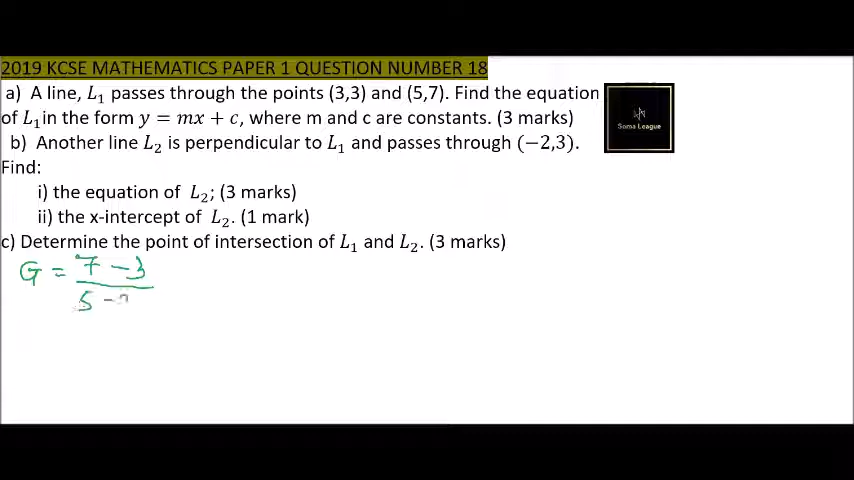 2019 KCSE MATHEMATICS PAPER 1 QUESTION NUMBER 18
a) A line, L₁ passes through the points (3,3) and (5,7). Find the equation
of L₁in the form y = mx + c, where m and c are constants. (3 marks)
b) Another line L₂ is perpendicular to L₁ and passes through (−2,3).
Find:
i) the equation of L₂; (3 marks)
ii) the x-intercept of L₂. (1 mark)
c) Determine the point of intersection of L₁ and L₂. (3 marks)
Soma League
G = 7 − 3
5 −